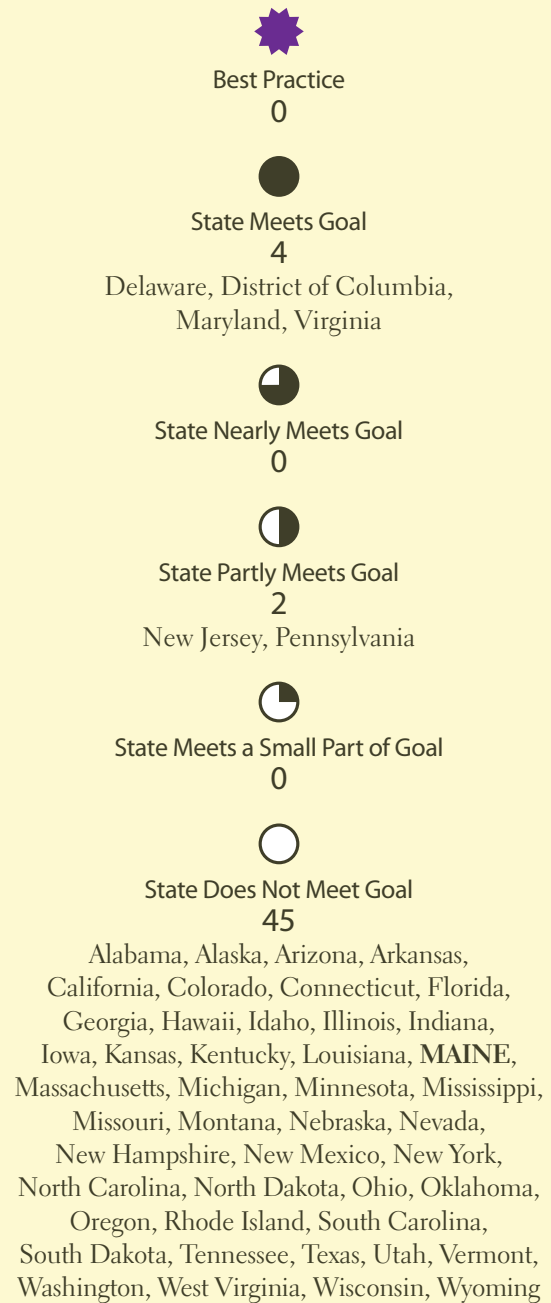 Best Practice
0
State Meets Goal
4
Delaware, District of Columbia,
Maryland, Virginia
State Nearly Meets Goal
0
State Partly Meets Goal
2
New Jersey, Pennsylvania
State Meets a Small Part of Goal
0
State Does Not Meet Goal
45
Alabama, Alaska, Arizona, Arkansas,
California, Colorado, Connecticut, Florida,
Georgia, Hawaii, Idaho, Illinois, Indiana,
Iowa, Kansas, Kentucky, Louisiana, MAINE,
Massachusetts, Michigan, Minnesota, Mississippi,
Missouri, Montana, Nebraska, Nevada,
New Hampshire, New Mexico, New York,
North Carolina, North Dakota, Ohio, Oklahoma,
Oregon, Rhode Island, South Carolina,
South Dakota, Tennessee, Texas, Utah, Vermont,
Washington, West Virginia, Wisconsin, Wyoming